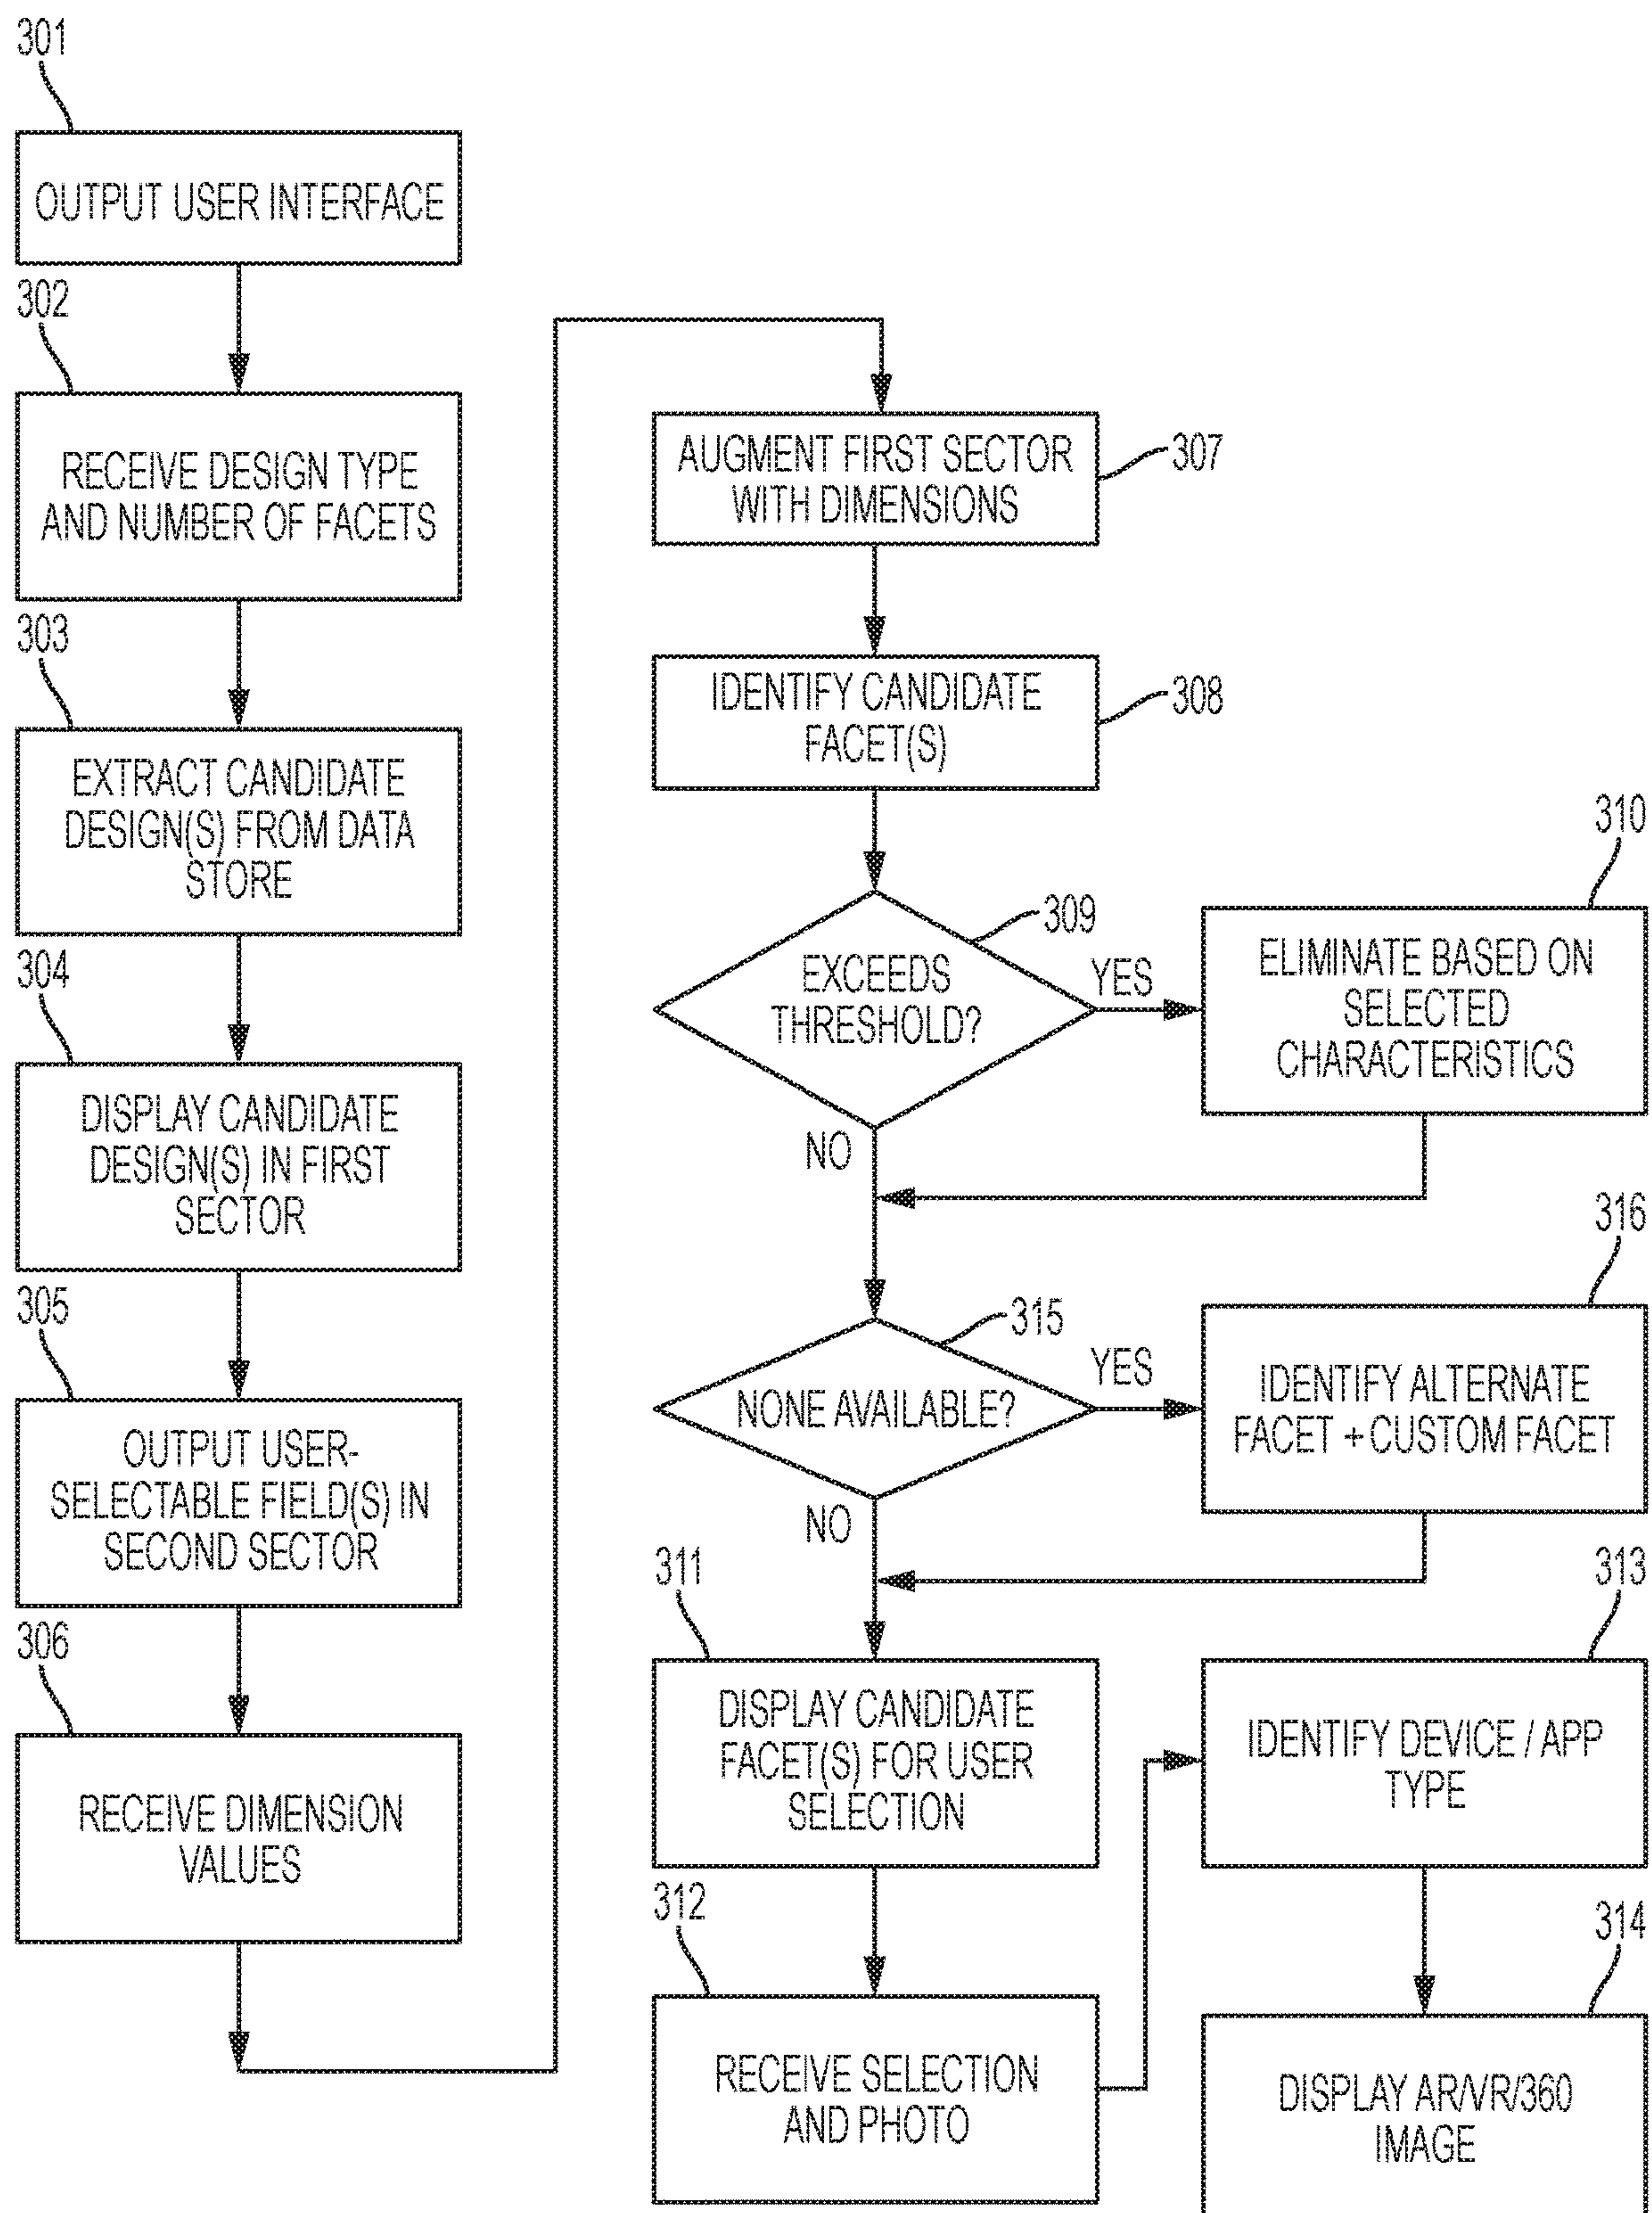 301
OUTPUT USER INTERFACE
302
RECEIVE DESIGN TYPE
AND NUMBER OF FACETS
303
EXTRACT CANDIDATE
DESIGN(S) FROM DATA
STORE
304
DISPLAY CANDIDATE
DESIGN(S) IN FIRST
SECTOR
305
OUTPUT USER-
SELECTABLE FIELD(S) IN
SECOND SECTOR
306
RECEIVE DIMENSION
VALUES
AUGMENT FIRST SECTOR
WITH DIMENSIONS
307
IDENTIFY CANDIDATE
FACET(S)
308
309
EXCEEDS
THRESHOLD?
YES
NO
310
ELIMINATE BASED ON
SELECTED
CHARACTERISTICS
315
NONE AVAILABLE?
YES
NO
316
IDENTIFY ALTERNATE
FACET + CUSTOM FACET
311
DISPLAY CANDIDATE
FACET(S) FOR USER
SELECTION
312
RECEIVE SELECTION
AND PHOTO
313
IDENTIFY DEVICE / APP
TYPE
314
DISPLAY AR/VR/360
IMAGE